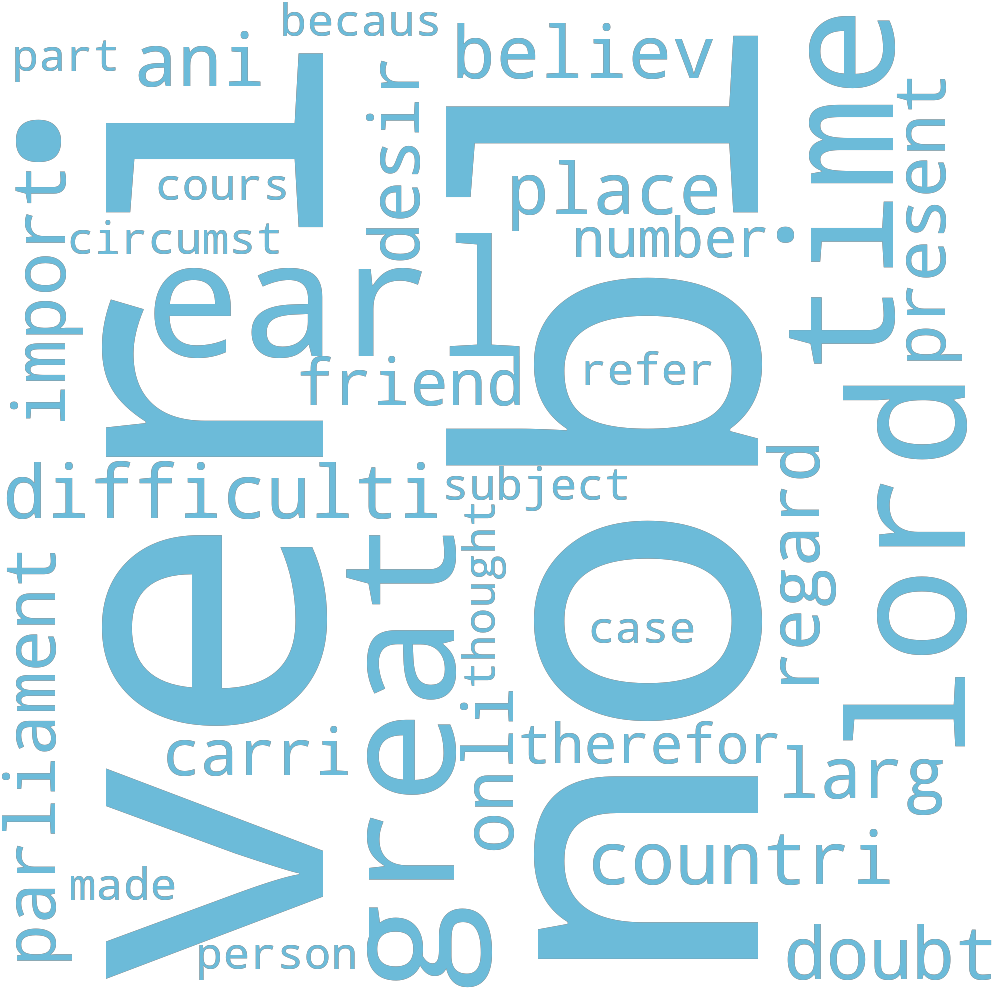 becaus
part
ani
believ
time
veri
nobl
desir
present
import
cours
place
circumst
number
earl
friend
refer
lord
difficulti
subject
regard
thought
parliament
great
case
onli
carri
therefor
larg
countri
made
person
doubt